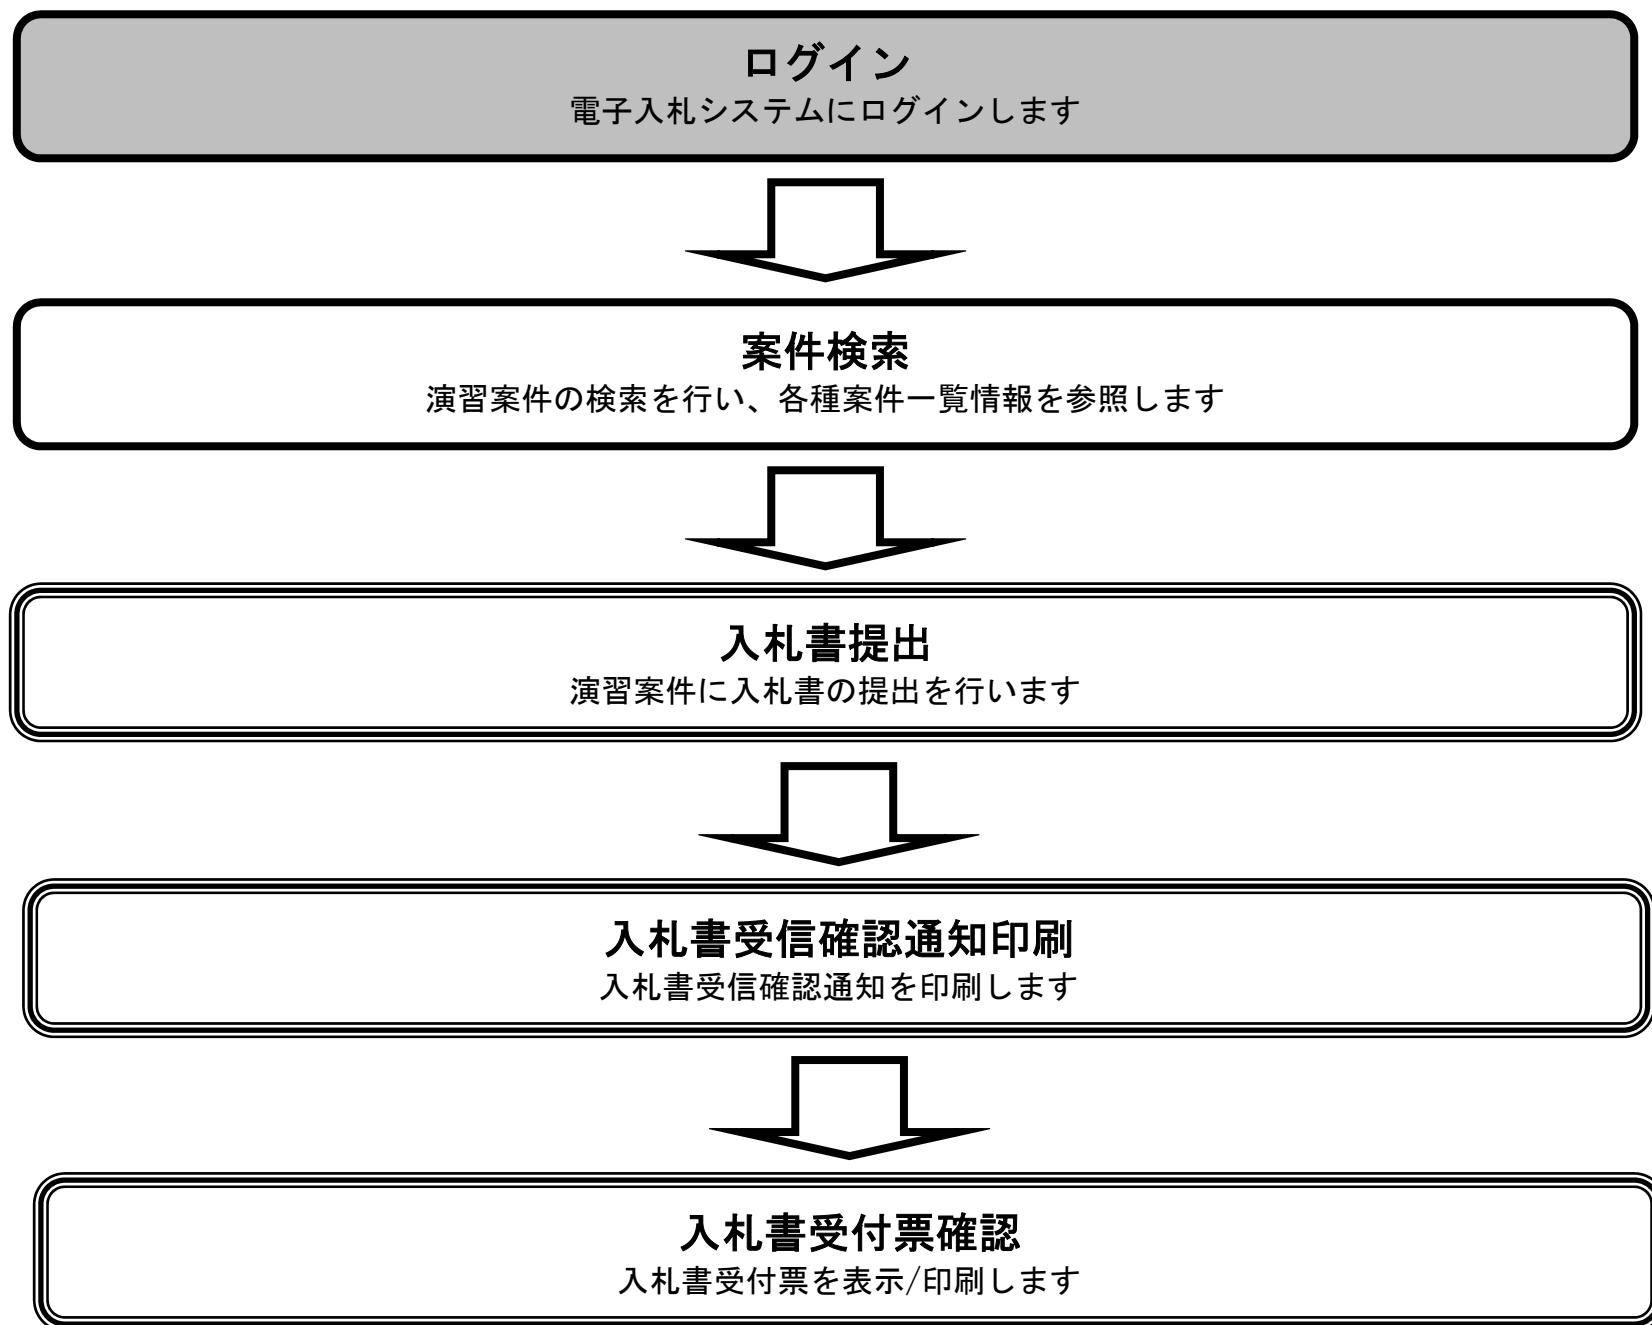 ログイン
電子入札システムにログインします
案件検索
演習案件の検索を行い、各種案件一覧情報を参照します
入札書提出
演習案件に入札書の提出を行います
入札書受信確認通知印刷
入札書受信確認通知を印刷します
入札書受付票確認
入札書受付票を表示/印刷します